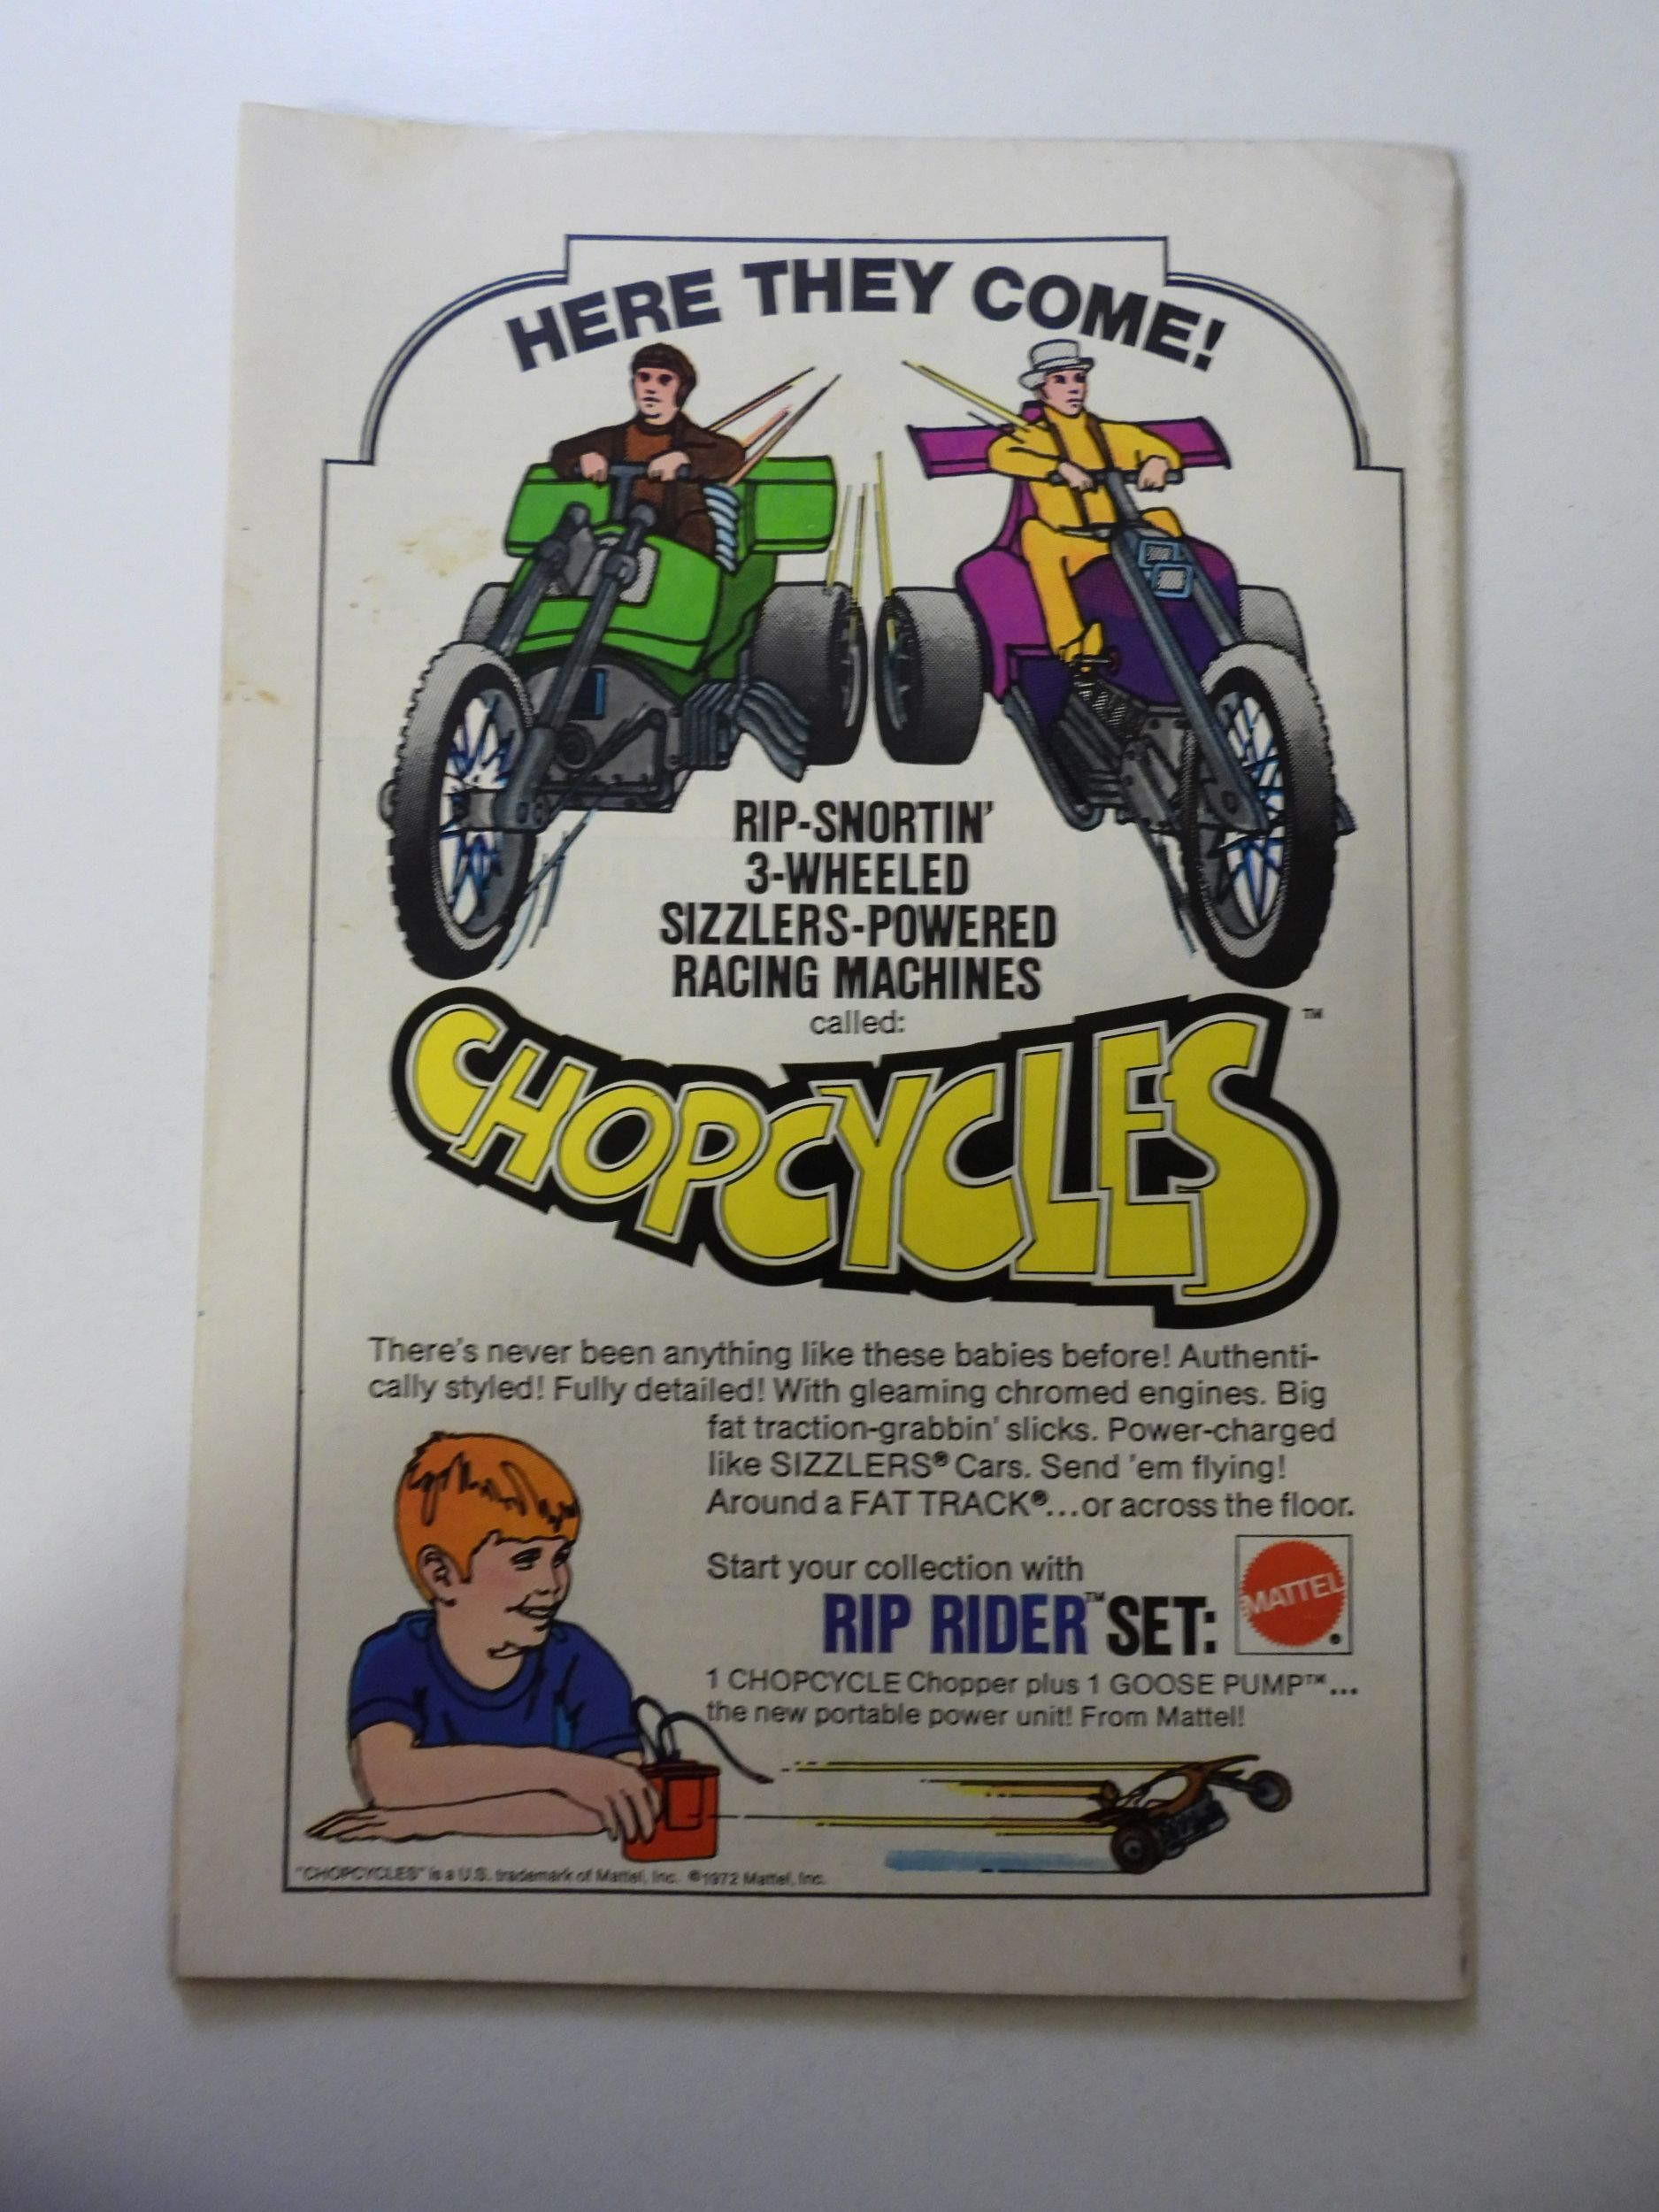 HERE THEY COME!
RIP-SNORTIN'
3-WHEELED
SIZZLERS-POWERED
RACING MACHINES
called:
CHOPCYCLES™
There's never been anything like these babies before! Authenti-
cally styled! Fully detailed! With gleaming chromed engines. Big
fat traction-grabbin' slicks. Power-charged
like SIZZLERS® Cars. Send 'em flying!
Around a FAT TRACK®...or across the floor.
Start your collection with
RIP RIDER™ SET:
MATTEL®
1 CHOPCYCLE Chopper plus 1 GOOSE PUMP™...
the new portable power unit! From Mattel!
"CHOPCYCLES" is a U.S. trademark of Mattel, Inc. ©1972 Mattel, Inc.